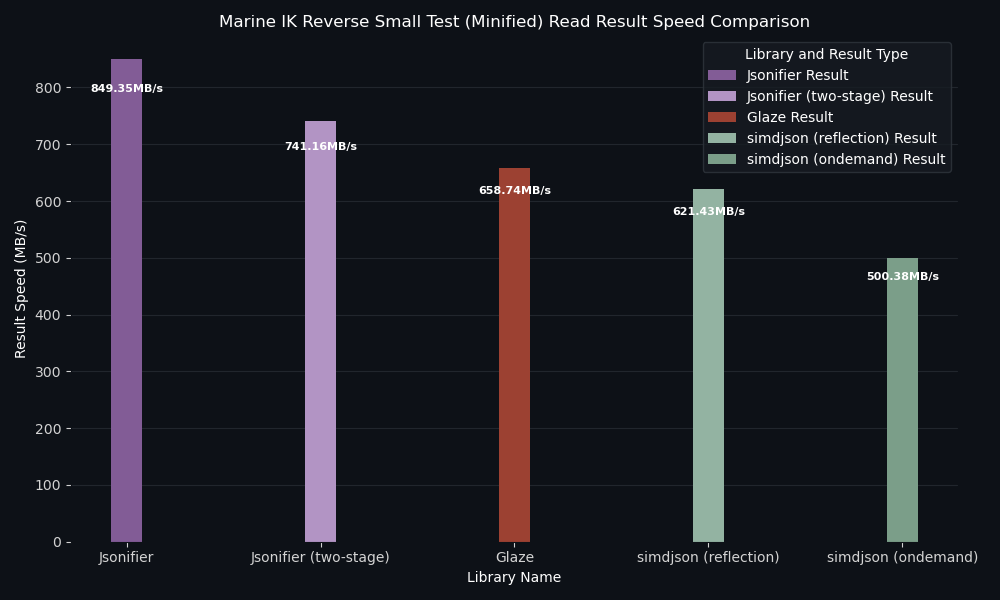 Marine IK Reverse Small Test (Minified) Read Result Speed Comparison
Library and Result Type
Jsonifier Result
Jsonifier (two-stage) Result
Glaze Result
simdjson (reflection) Result
simdjson (ondemand) Result
Result Speed (MB/s)
800
700
600
500
400
300
200
100
0
849.35MB/s
741.16MB/s
658.74MB/s
621.43MB/s
500.38MB/s
Jsonifier
Jsonifier (two-stage)
Glaze
simdjson (reflection)
simdjson (ondemand)
Library Name